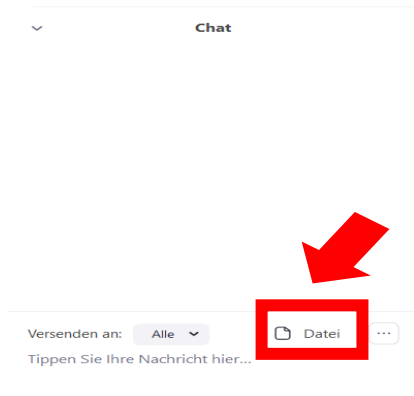 Chat
Versenden an: Alle Datei ...
Tippen Sie Ihre Nachricht hier...